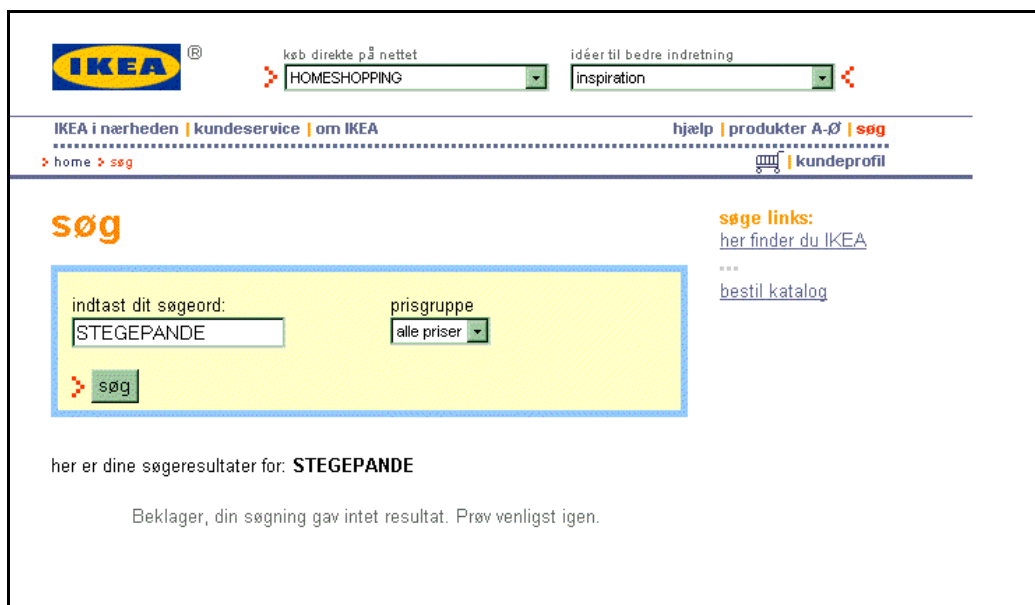 IKEA ®
køb direkte på nettet idéer til bedre indretning
HOMESHOPPING inspiration
IKEA i nærheden | kundeservice | om IKEA hjælp | produkter A-Ø | søg
home søg kundeprofil
søg
søge links:
her finder du IKEA
bestil katalog
indtast dit søgeord: prisgruppe
STEGEPANDE alle priser
søg
her er dine søgeresultater for: STEGEPANDE
Beklager, din søgning gav intet resultat. Prøv venligst igen.